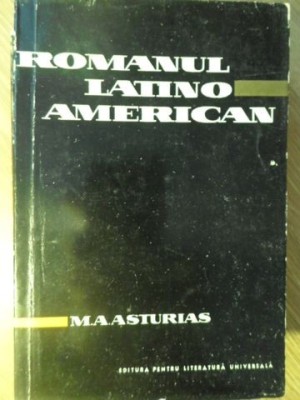 ROMANUL
LATINO
AMERICAN
M.A.ASTURIAS
EDITURA PENTRU LITERATURĂ UNIVERSALĂ